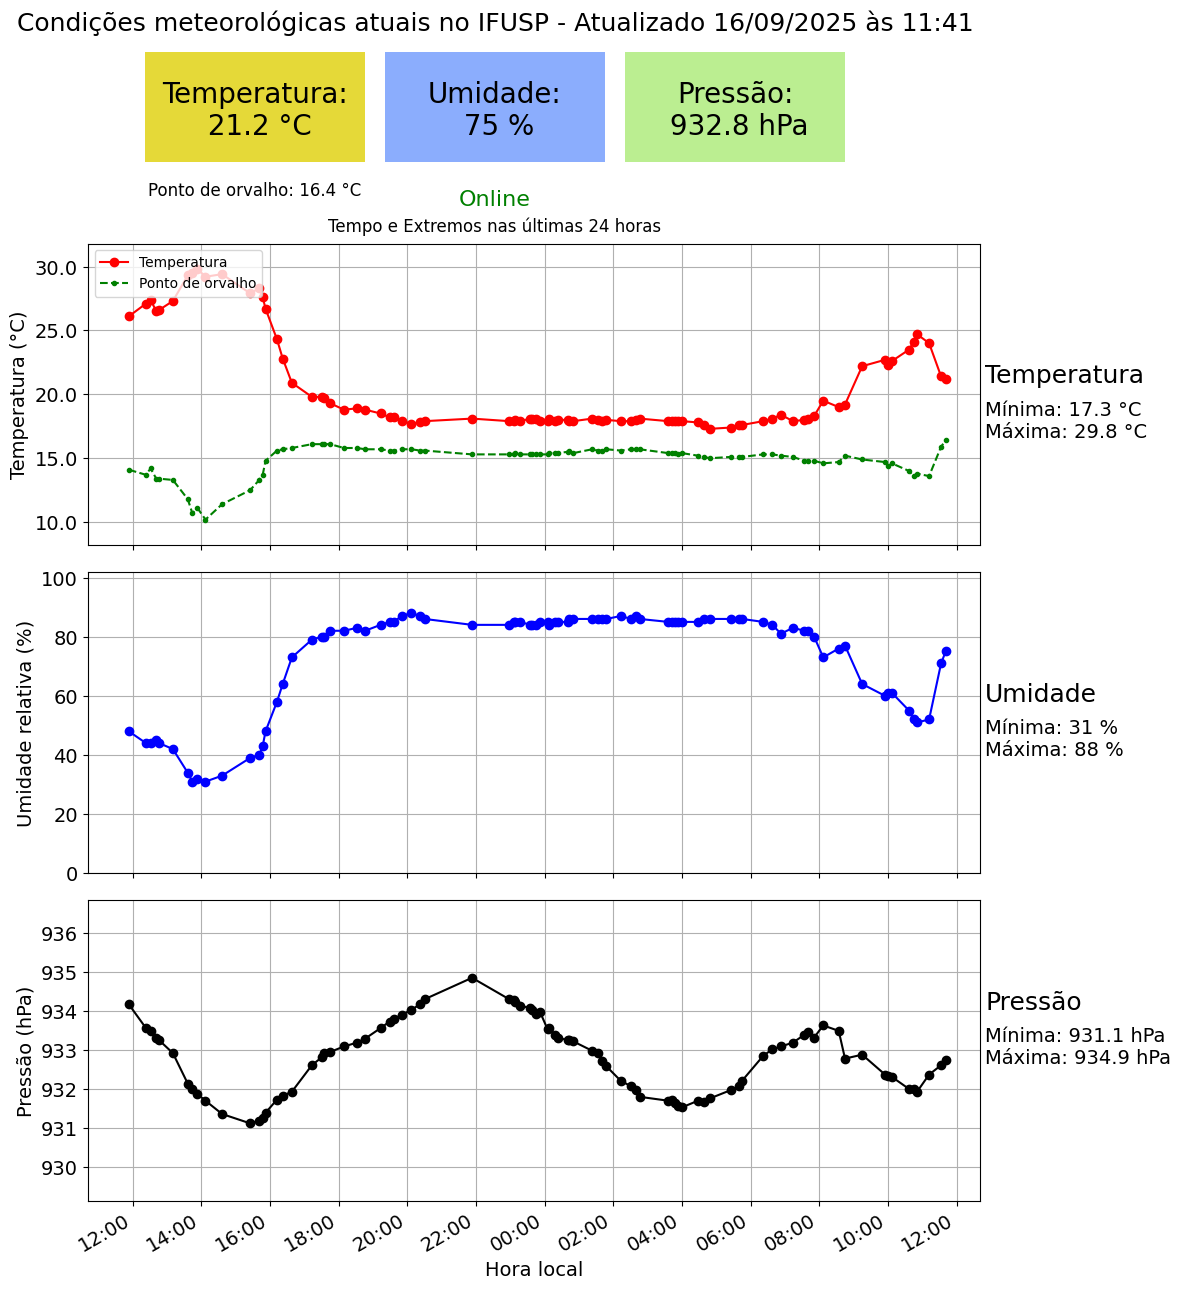 Condições meteorológicas atuais no IFUSP - Atualizado 16/09/2025 às 11:41
Temperatura:
21.2 °C
Umidade:
75 %
Pressão:
932.8 hPa
Ponto de orvalho: 16.4 °C
Online
Tempo e Extremos nas últimas 24 horas
Temperatura
Ponto de orvalho
Temperatura (°C)
30.0
25.0
20.0
15.0
10.0
Temperatura
Mínima: 17.3 °C
Máxima: 29.8 °C
Umidade relativa (%)
100
80
60
40
20
0
Umidade
Mínima: 31 %
Máxima: 88 %
Pressão (hPa)
936
935
934
933
932
931
930
Pressão
Mínima: 931.1 hPa
Máxima: 934.9 hPa
12:00 14:00 16:00 18:00 20:00 22:00 00:00 02:00 04:00 06:00 08:00 10:00 12:00
Hora local